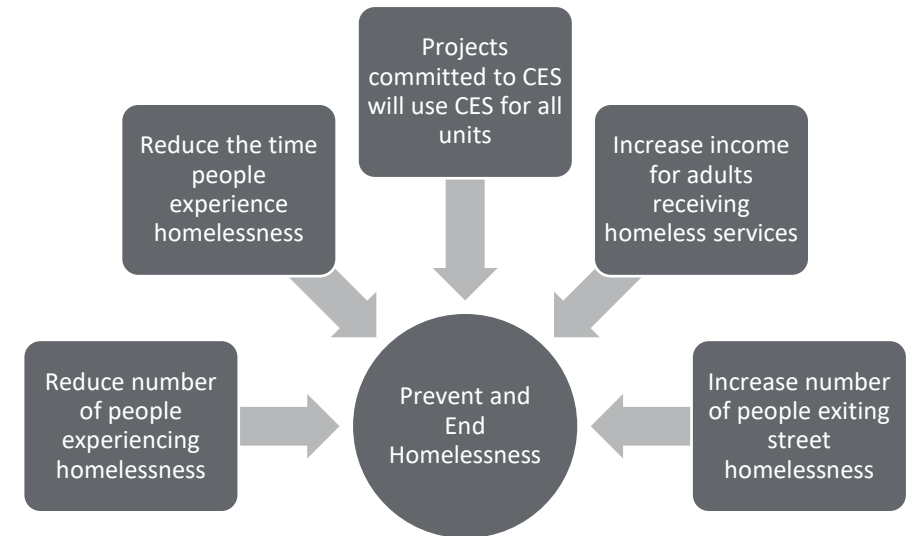 Projects
committed to CES
will use CES for all
units
Reduce the time
people
experience
homelessness
Increase income
for adults
receiving
homeless services
Reduce number
of people
experiencing
homelessness
Prevent and
End
Homelessness
Increase number
of people exiting
street
homelessness